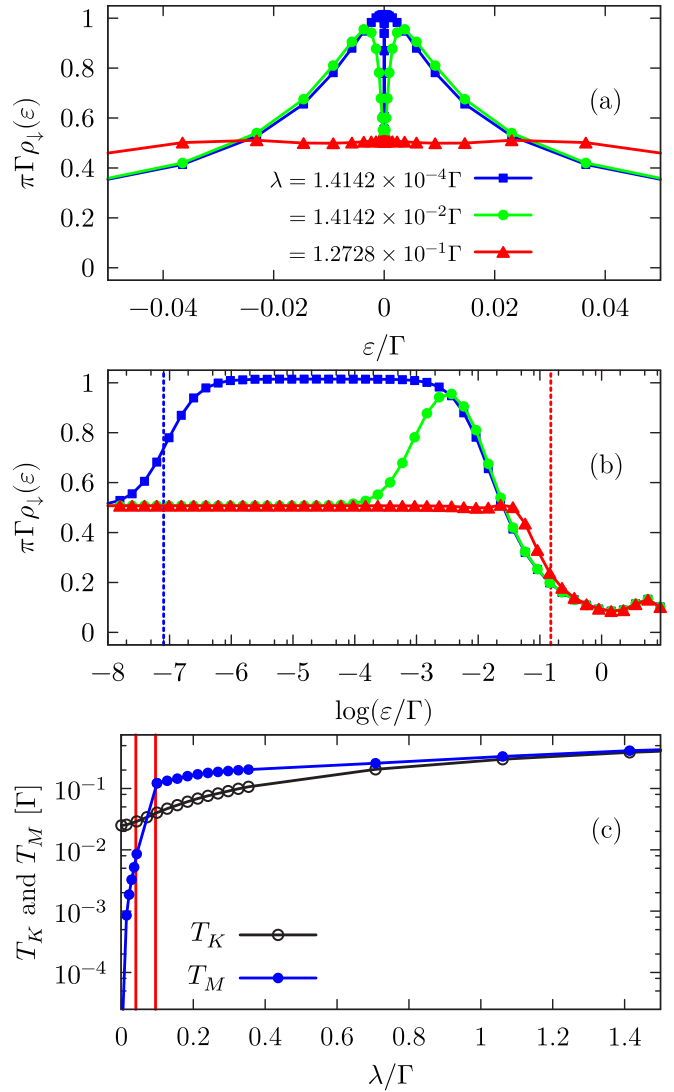 1
0.8
0.6
0.4
0.2
0
πΓρ↓(ε)
(a)
λ = 1.4142 × 10⁻⁴Γ
= 1.4142 × 10⁻²Γ
= 1.2728 × 10⁻¹Γ
−0.04 −0.02 0 0.02 0.04
ε/Γ
1
0.8
0.6
0.4
0.2
0
πΓρ↓(ε)
(b)
−8 −7 −6 −5 −4 −3 −2 −1 0
log(ε/Γ)
10⁻¹
10⁻²
10⁻³
10⁻⁴
T_K and T_M [Γ]
(c)
T_K
T_M
0 0.2 0.4 0.6 0.8 1 1.2 1.4
λ/Γ